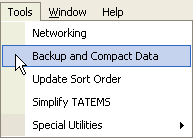 Tools Window Help
Networking
Backup and Compact Data
Update Sort Order
Simplify TATEMS
Special Utilities